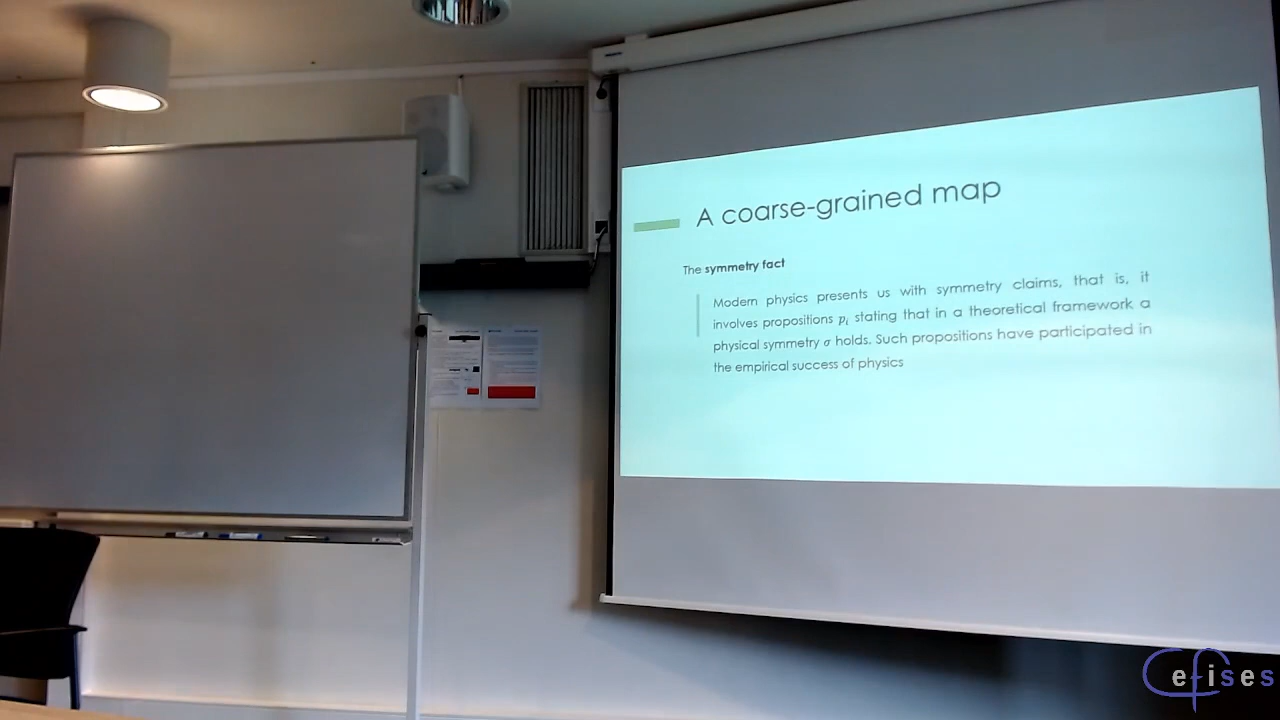 A coarse-grained map
The symmetry fact
Modern physics presents us with symmetry claims, that is, it
involves propositions pᵢ stating that in a theoretical framework a
physical symmetry σ holds. Such propositions have participated in
the empirical success of physics
efises